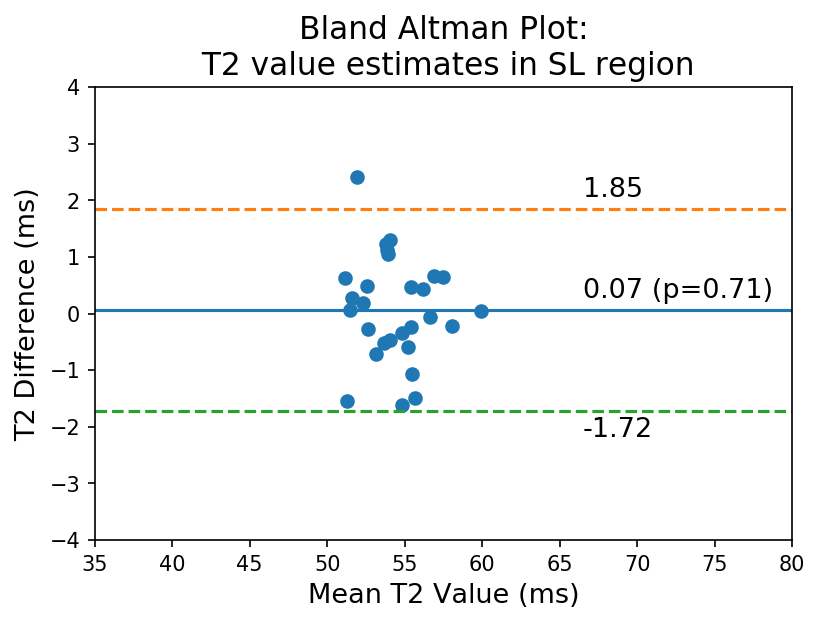 Bland Altman Plot:
T2 value estimates in SL region
T2 Difference (ms)
4
3
2
1
0
−1
−2
−3
−4
1.85
0.07 (p=0.71)
-1.72
35 40 45 50 55 60 65 70 75 80
Mean T2 Value (ms)